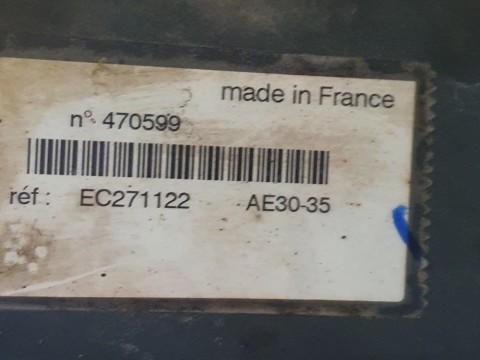 made in France
n° 470599
réf : EC271122 AE30-35